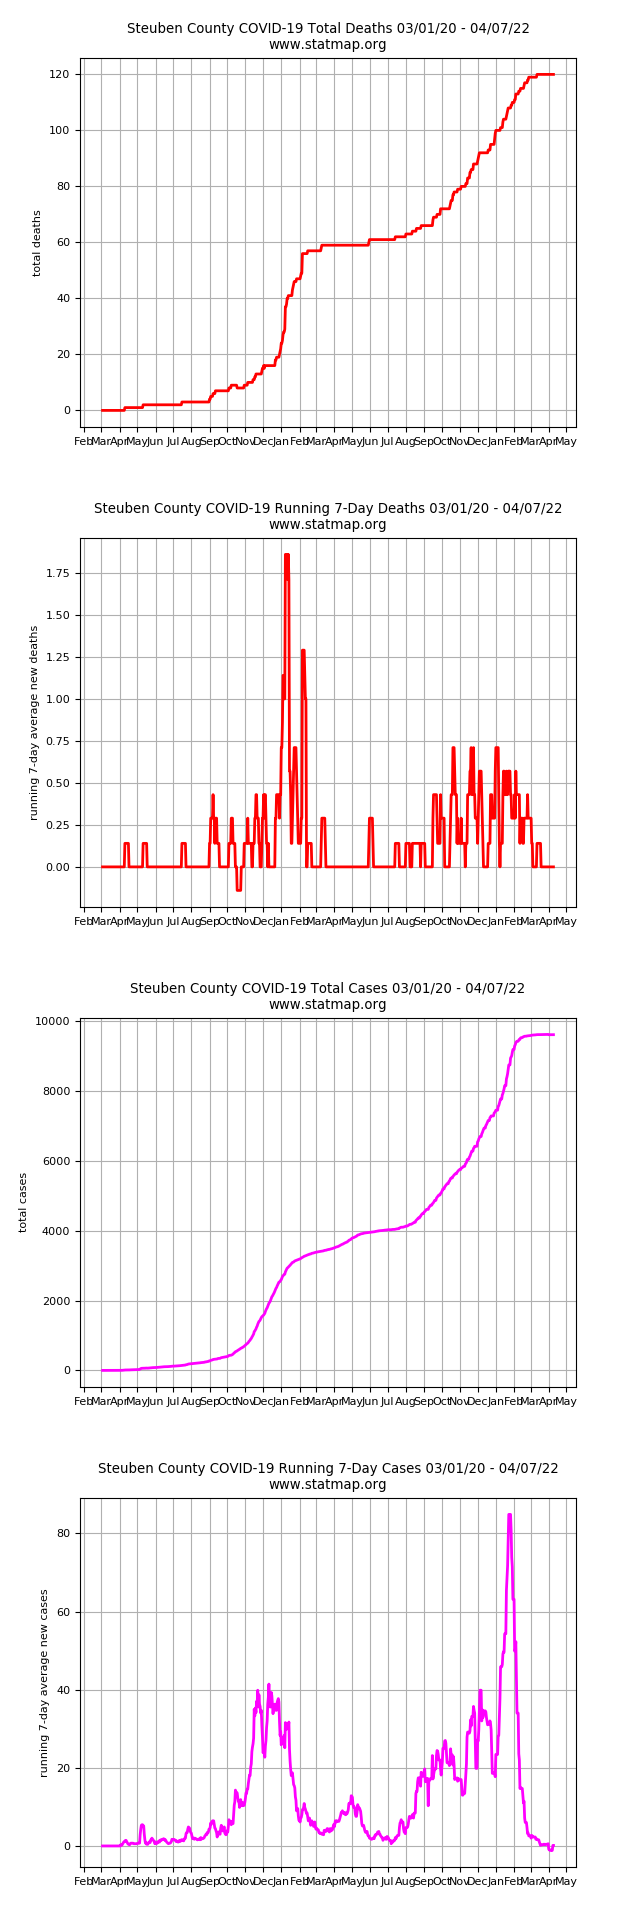 Steuben County COVID-19 Total Deaths 03/01/20 - 04/07/22
www.statmap.org
120
100
80
60
40
20
0
total deaths
Feb Mar Apr May Jun Jul Aug Sep Oct Nov Dec Jan Feb Mar Apr May Jun Jul Aug Sep Oct Nov Dec Jan Feb Mar Apr May
Steuben County COVID-19 Running 7-Day Deaths 03/01/20 - 04/07/22
www.statmap.org
1.75
1.50
1.25
1.00
0.75
0.50
0.25
0.00
running 7-day average new deaths
Feb Mar Apr May Jun Jul Aug Sep Oct Nov Dec Jan Feb Mar Apr May Jun Jul Aug Sep Oct Nov Dec Jan Feb Mar Apr May
Steuben County COVID-19 Total Cases 03/01/20 - 04/07/22
www.statmap.org
10000
8000
6000
4000
2000
0
total cases
Feb Mar Apr May Jun Jul Aug Sep Oct Nov Dec Jan Feb Mar Apr May Jun Jul Aug Sep Oct Nov Dec Jan Feb Mar Apr May
Steuben County COVID-19 Running 7-Day Cases 03/01/20 - 04/07/22
www.statmap.org
80
60
40
20
0
running 7-day average new cases
Feb Mar Apr May Jun Jul Aug Sep Oct Nov Dec Jan Feb Mar Apr May Jun Jul Aug Sep Oct Nov Dec Jan Feb Mar Apr May